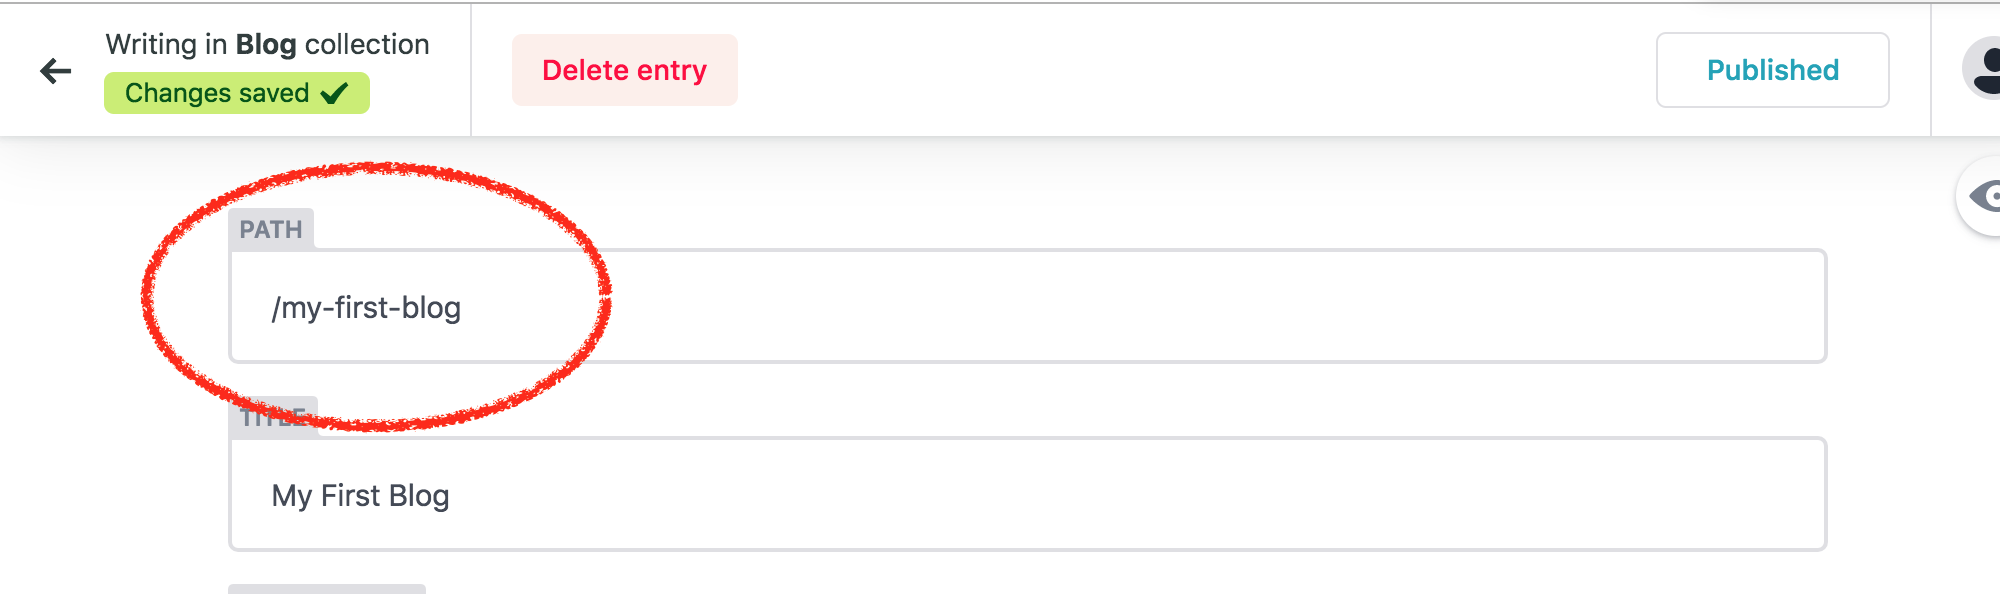 Writing in Blog collection
Changes saved
Delete entry
Published
PATH
/my-first-blog
TITLE
My First Blog